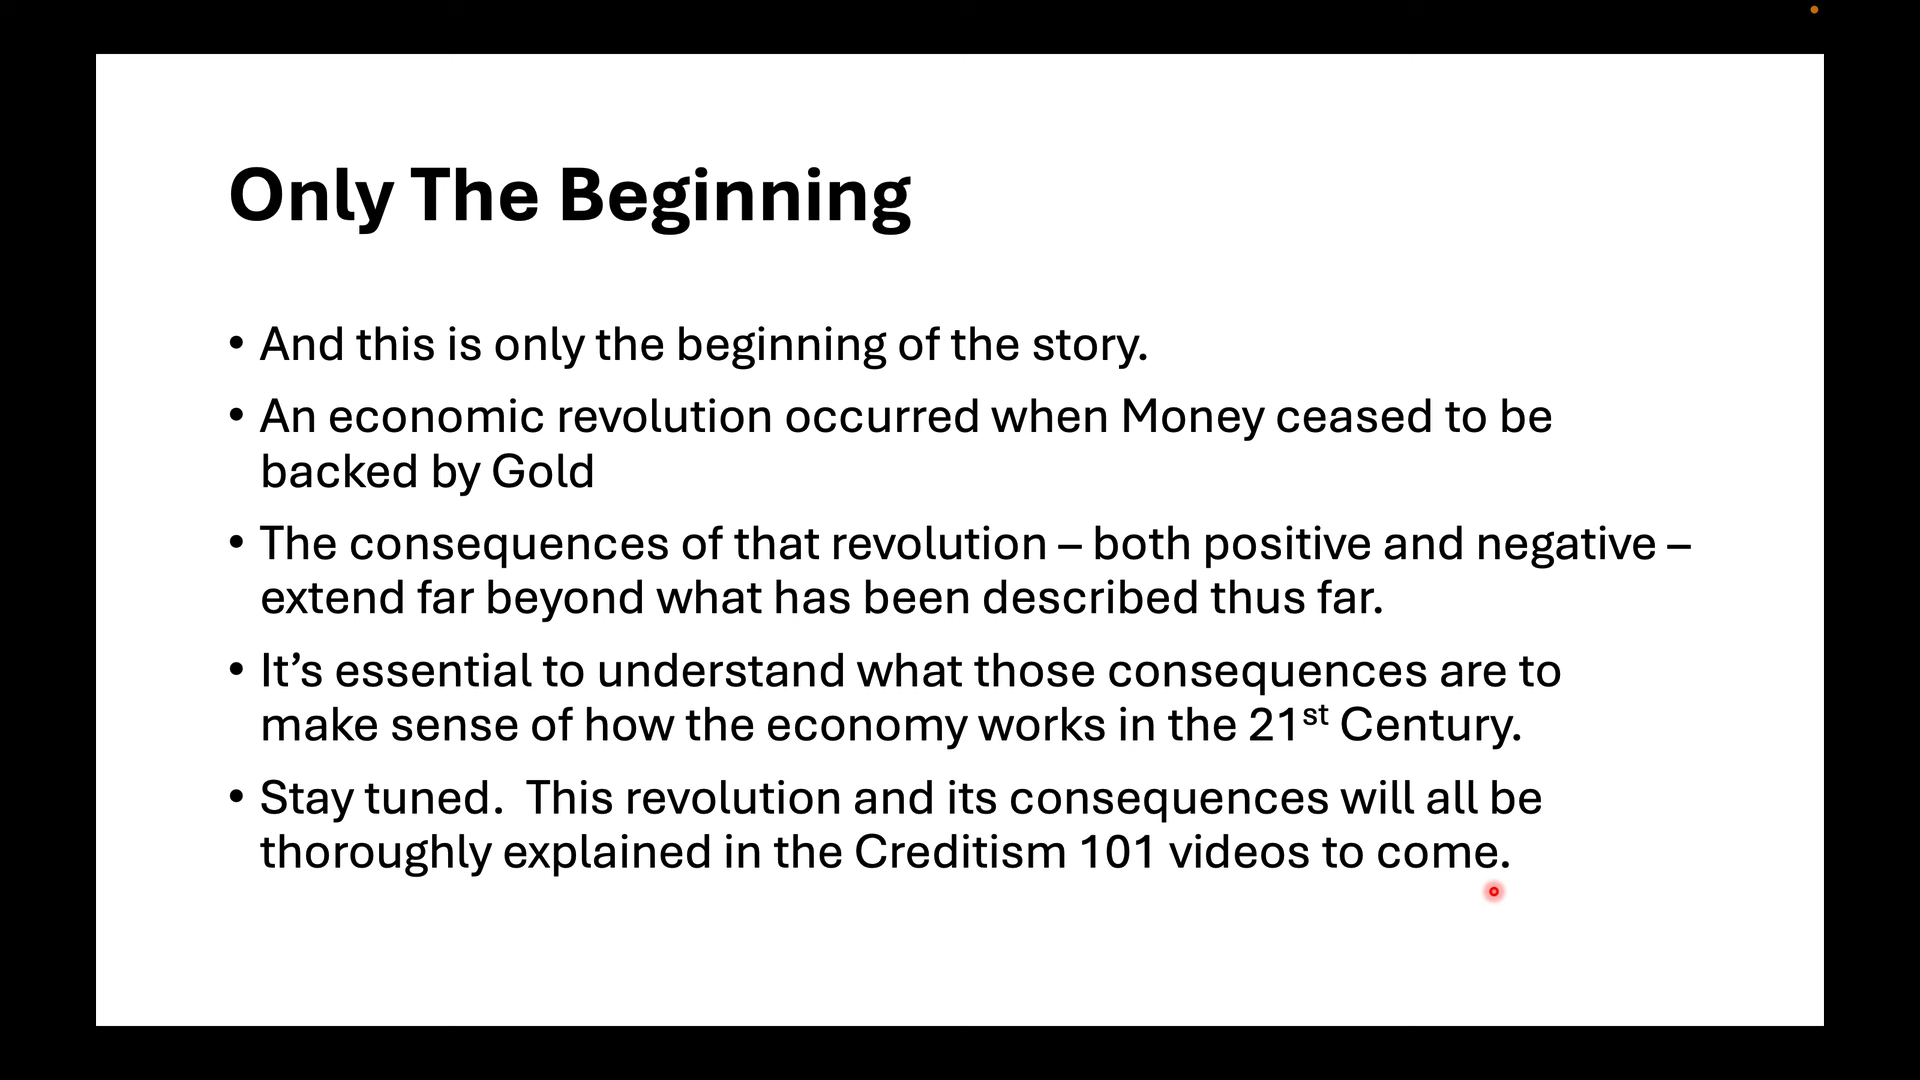 Only The Beginning
• And this is only the beginning of the story.
• An economic revolution occurred when Money ceased to be
backed by Gold
• The consequences of that revolution – both positive and negative –
extend far beyond what has been described thus far.
• It’s essential to understand what those consequences are to
make sense of how the economy works in the 21st Century.
• Stay tuned.  This revolution and its consequences will all be
thoroughly explained in the Creditism 101 videos to come.